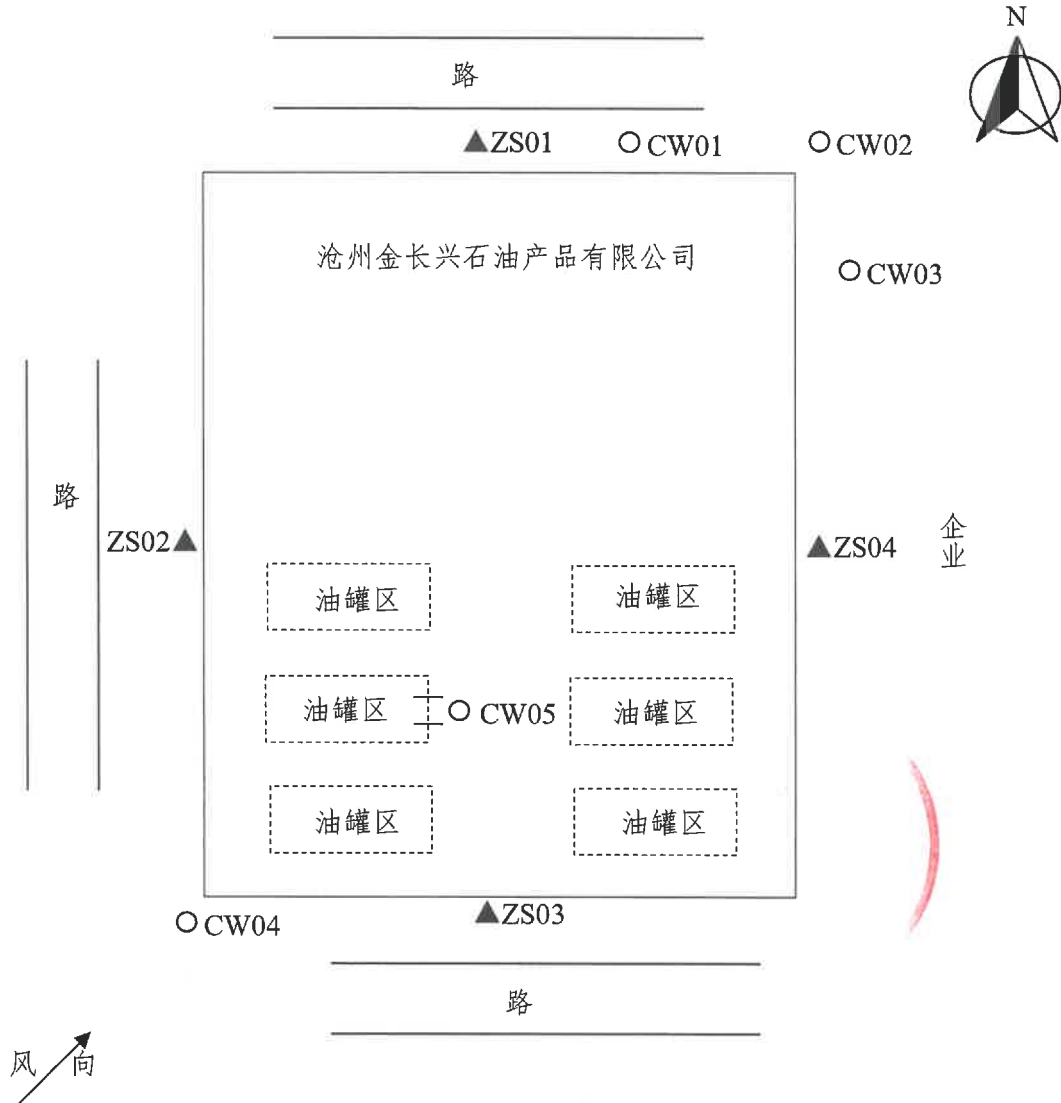 N
路
▲ZS01
○CW01
○CW02
沧州金长兴石油产品有限公司
○CW03
路
ZS02▲
▲ZS04
企业
油罐区
油罐区
油罐区
○CW05
油罐区
油罐区
油罐区
○CW04
▲ZS03
路
风向